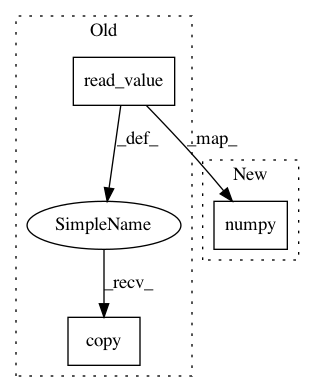 Old
read_value
_def_
_map_
New
SimpleName
numpy
_recv_
copy